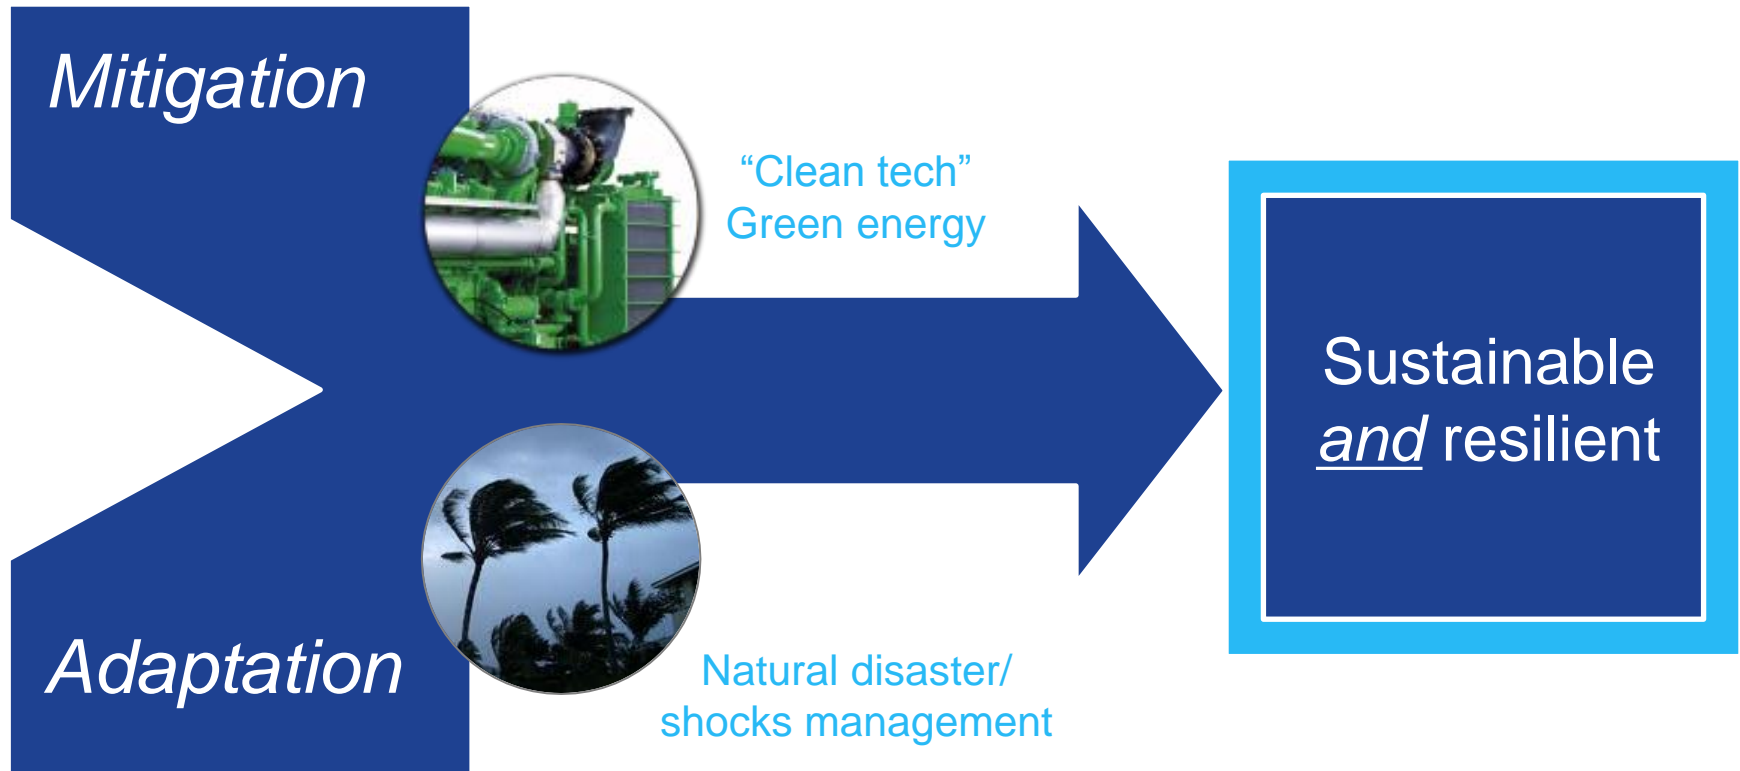 Mitigation
“Clean tech”
Green energy
Sustainable
and resilient
Adaptation
Natural disaster/
shocks management